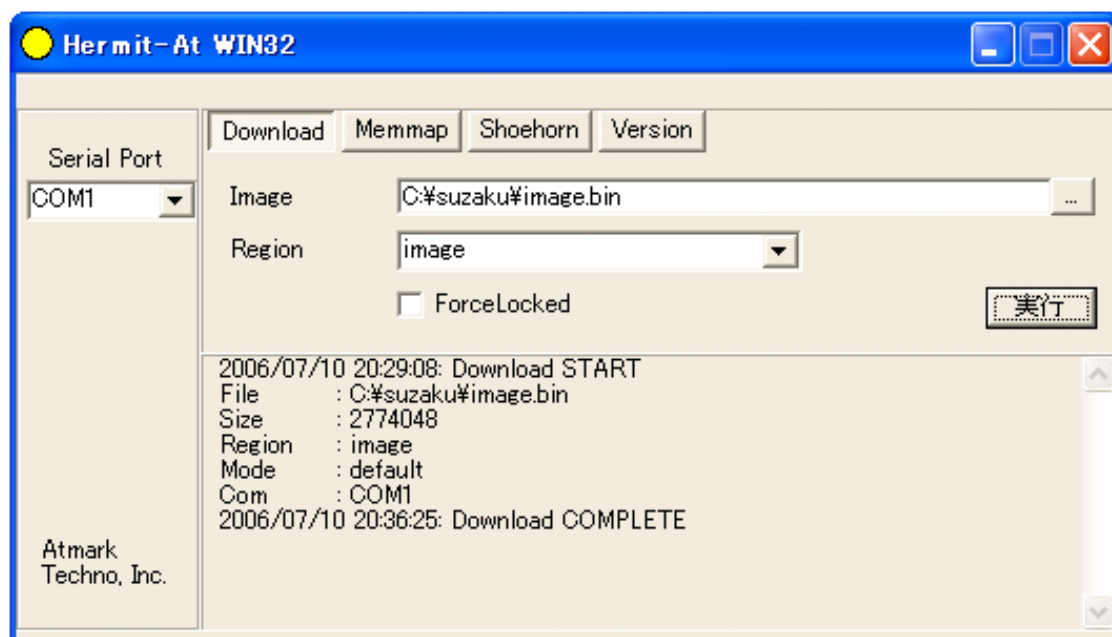 Hermit-At WIN32
Serial Port
COM1
Atmark
Techno, Inc.
Download Memmap Shoehorn Version
Image C:¥suzaku¥image.bin ...
Region image
ForceLocked
実行
2006/07/10 20:29:08: Download START
File : C:¥suzaku¥image.bin
Size : 2774048
Region : image
Mode : default
Com : COM1
2006/07/10 20:36:25: Download COMPLETE